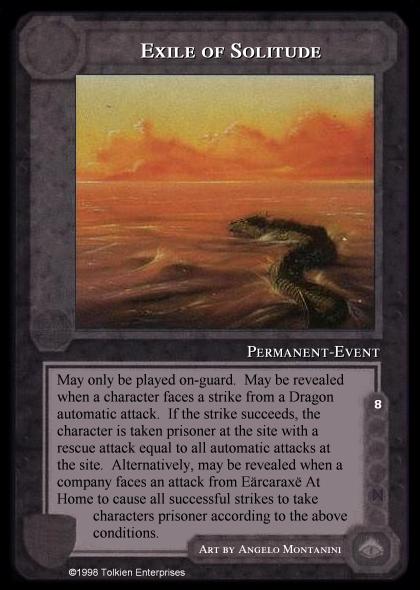 Exile of Solitude
Permanent-Event
May only be played on-guard. May be revealed
when a character faces a strike from a Dragon
automatic attack. If the strike succeeds, the
character is taken prisoner at the site with a
rescue attack equal to all automatic attacks at
the site. Alternatively, may be revealed when a
company faces an attack from Eärcaraxë At
Home to cause all successful strikes to take
characters prisoner according to the above
conditions.
8
Art by Angelo Montanini
©1998 Tolkien Enterprises